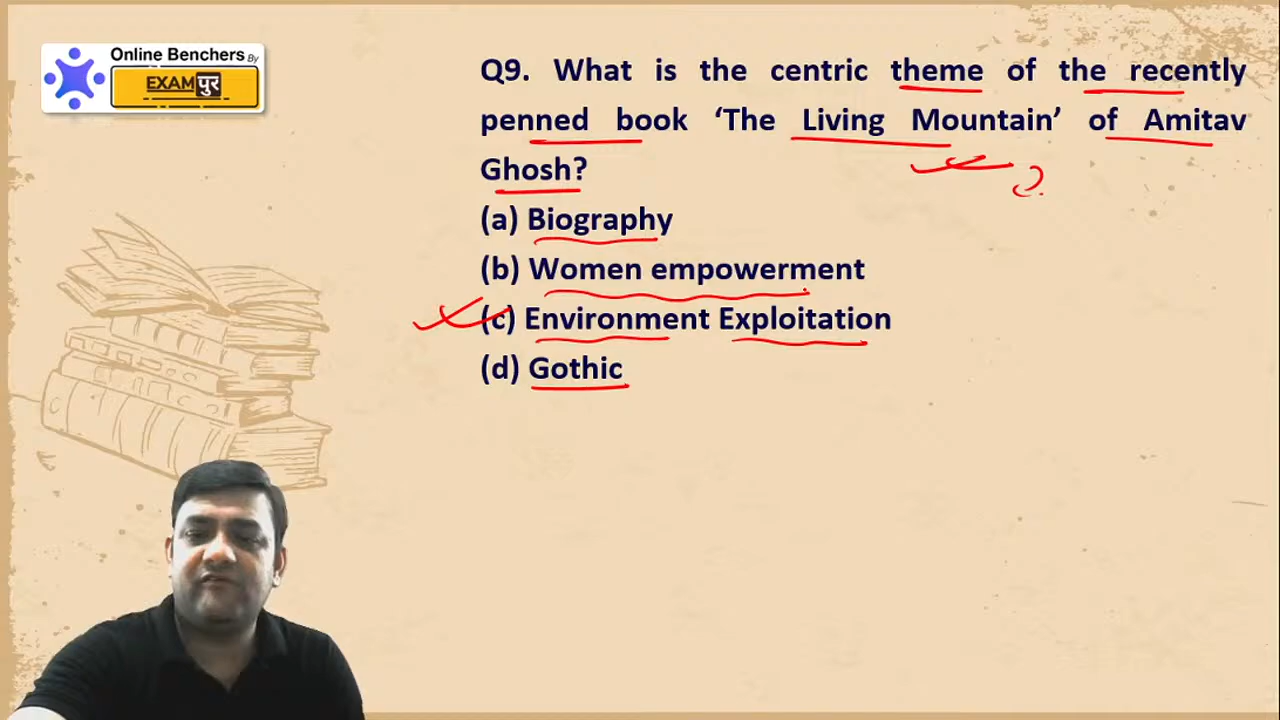 Online Benchers By
EXAMपुर
Q9. What is the centric theme of the recently
penned book ‘The Living Mountain’ of Amitav
Ghosh?
(a) Biography
(b) Women empowerment
(c) Environment Exploitation
(d) Gothic